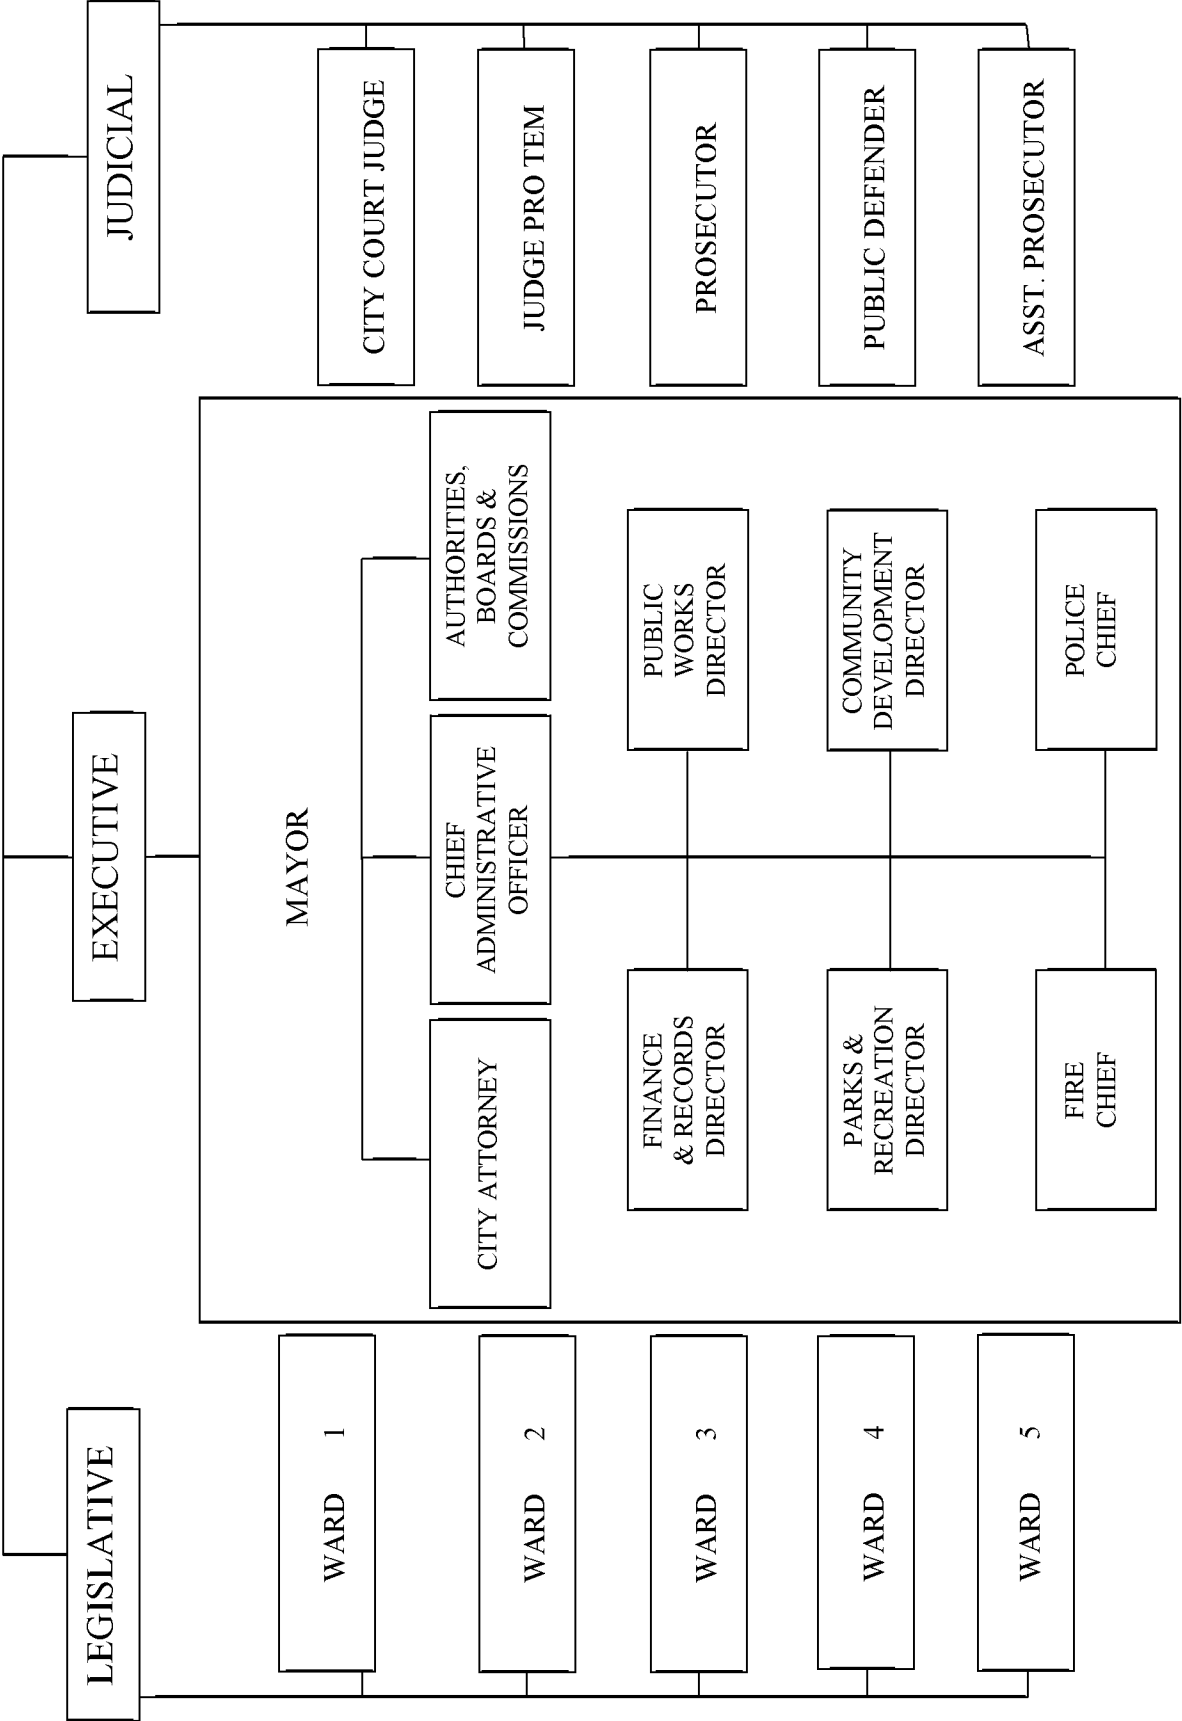 LEGISLATIVE
EXECUTIVE
JUDICIAL
WARD 1
WARD 2
WARD 3
WARD 4
WARD 5
MAYOR
CITY ATTORNEY
CHIEF
ADMINISTRATIVE
OFFICER
AUTHORITIES,
BOARDS &
COMMISSIONS
FINANCE
& RECORDS
DIRECTOR
PUBLIC
WORKS
DIRECTOR
PARKS &
RECREATION
DIRECTOR
COMMUNITY
DEVELOPMENT
DIRECTOR
FIRE
CHIEF
POLICE
CHIEF
CITY COURT JUDGE
JUDGE PRO TEM
PROSECUTOR
PUBLIC DEFENDER
ASST. PROSECUTOR